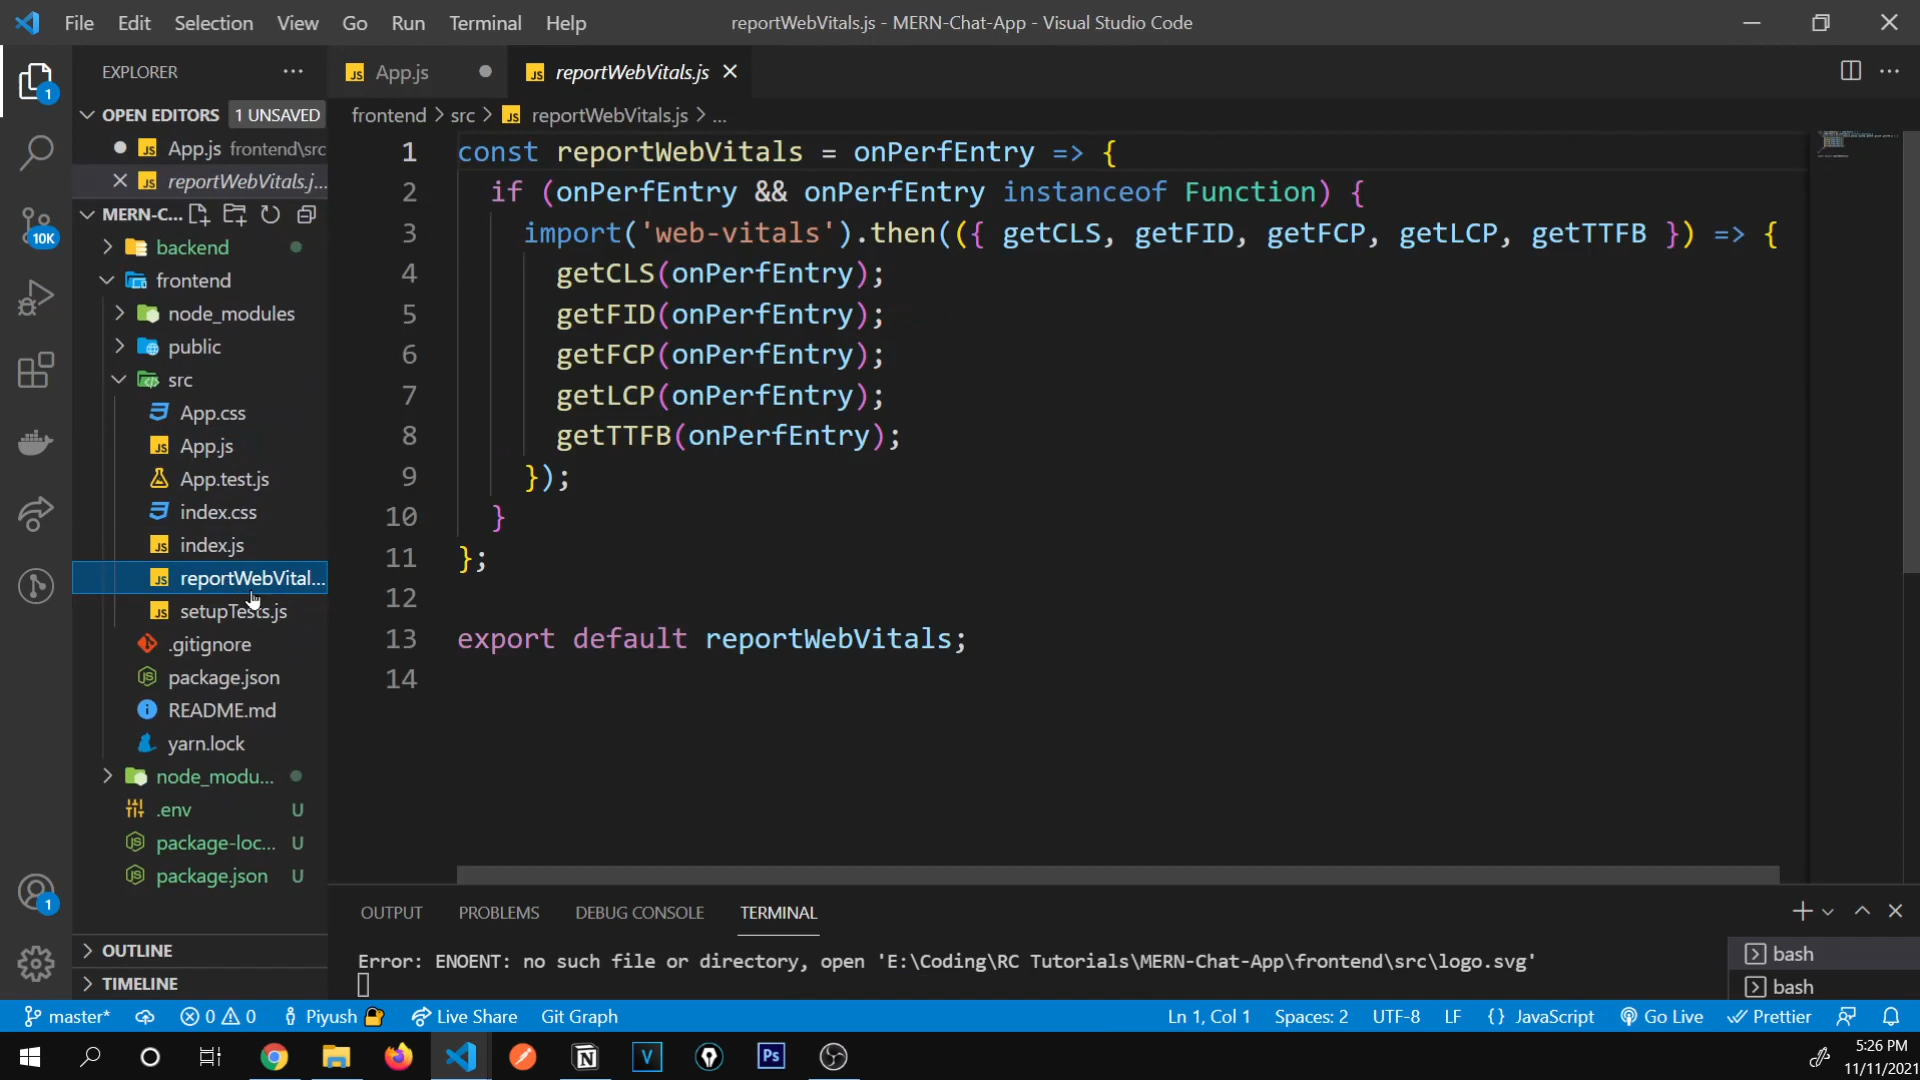 File Edit Selection View Go Run Terminal Help
reportWebVitals.js - MERN-Chat-App - Visual Studio Code
EXPLORER
OPEN EDITORS 1 UNSAVED
App.js frontend\src
reportWebVitals.j...
MERN-C...
backend
frontend
node_modules
public
src
App.css
App.js
App.test.js
index.css
index.js
reportWebVital...
setupTests.js
.gitignore
package.json
README.md
yarn.lock
node_modu...
.env U
package-loc... U
package.json U
OUTLINE
TIMELINE
1
10K
1
App.js
reportWebVitals.js
frontend > src > JS reportWebVitals.js > ...
1 const reportWebVitals = onPerfEntry => {
2 if (onPerfEntry && onPerfEntry instanceof Function) {
3 import('web-vitals').then(({ getCLS, getFID, getFCP, getLCP, getTTFB }) => {
4 getCLS(onPerfEntry);
5 getFID(onPerfEntry);
6 getFCP(onPerfEntry);
7 getLCP(onPerfEntry);
8 getTTFB(onPerfEntry);
9 });
10 }
11 };
12
13 export default reportWebVitals;
14
OUTPUT PROBLEMS DEBUG CONSOLE TERMINAL
Error: ENOENT: no such file or directory, open 'E:\Coding\RC Tutorials\MERN-Chat-App\frontend\src\logo.svg'
bash
bash
master* 0 0 Piyush Live Share Git Graph
Ln 1, Col 1 Spaces: 2 UTF-8 LF {} JavaScript Go Live Prettier
5:26 PM
11/11/2021